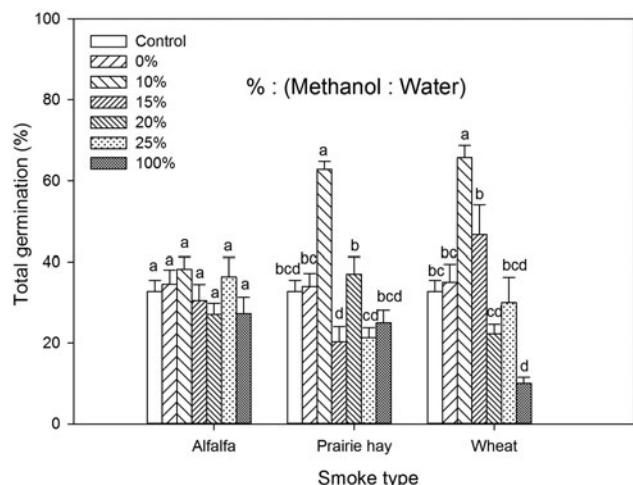 100
80
60
40
20
0
Total germination (%)
Control
0%
10%
15%
20%
25%
100%
% : (Methanol : Water)
a a a a a a a
bcd bc a d b cd bcd
bc bc a b cd bcd d
Alfalfa Prairie hay Wheat
Smoke type